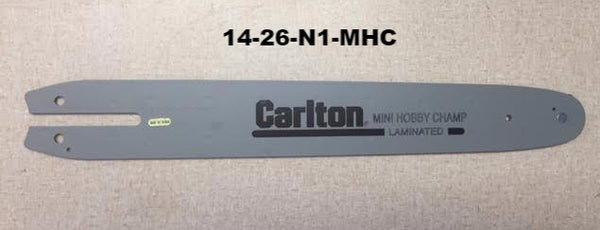 14-26-N1-MHC
Carlton® MINI HOBBY CHAMP
LAMINATED